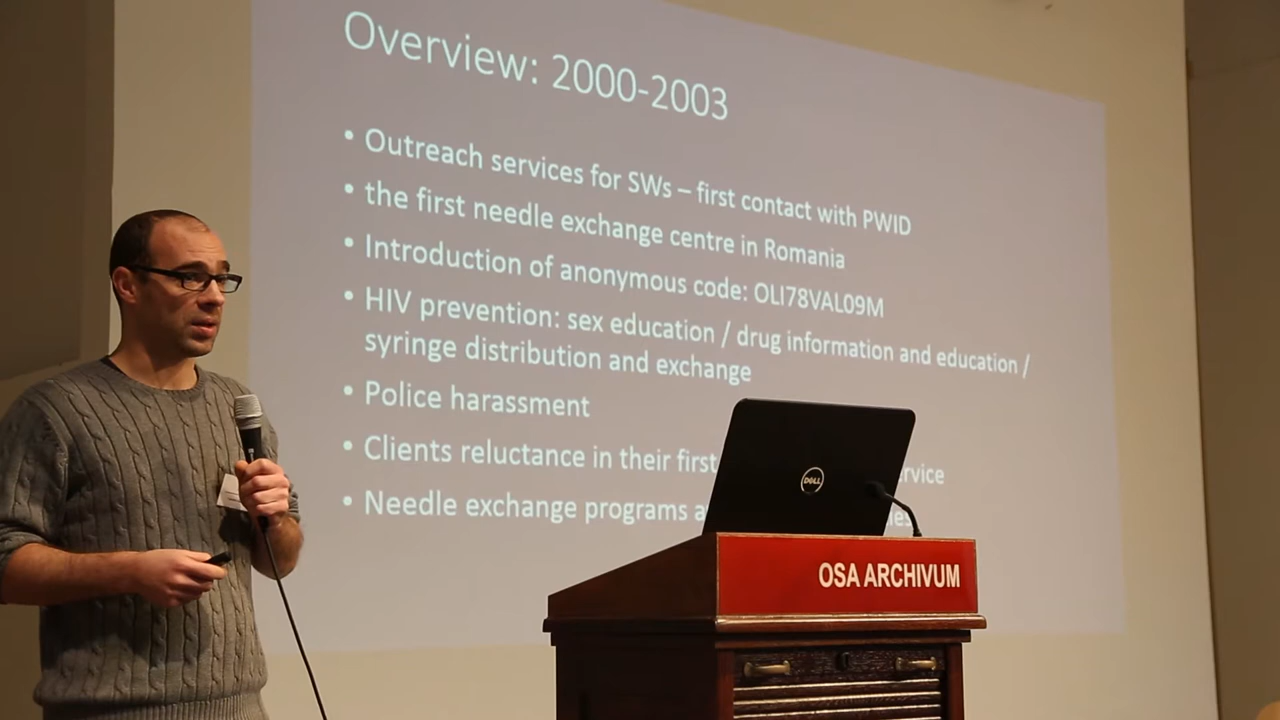 Overview: 2000-2003
• Outreach services for SWs – first contact with PWID
• the first needle exchange centre in Romania
• Introduction of anonymous code: OLI78VAL09M
• HIV prevention: sex education / drug information and education /
syringe distribution and exchange
• Police harassment
• Clients reluctance in their first
• Needle exchange programs
DELL
OSA ARCHIVUM